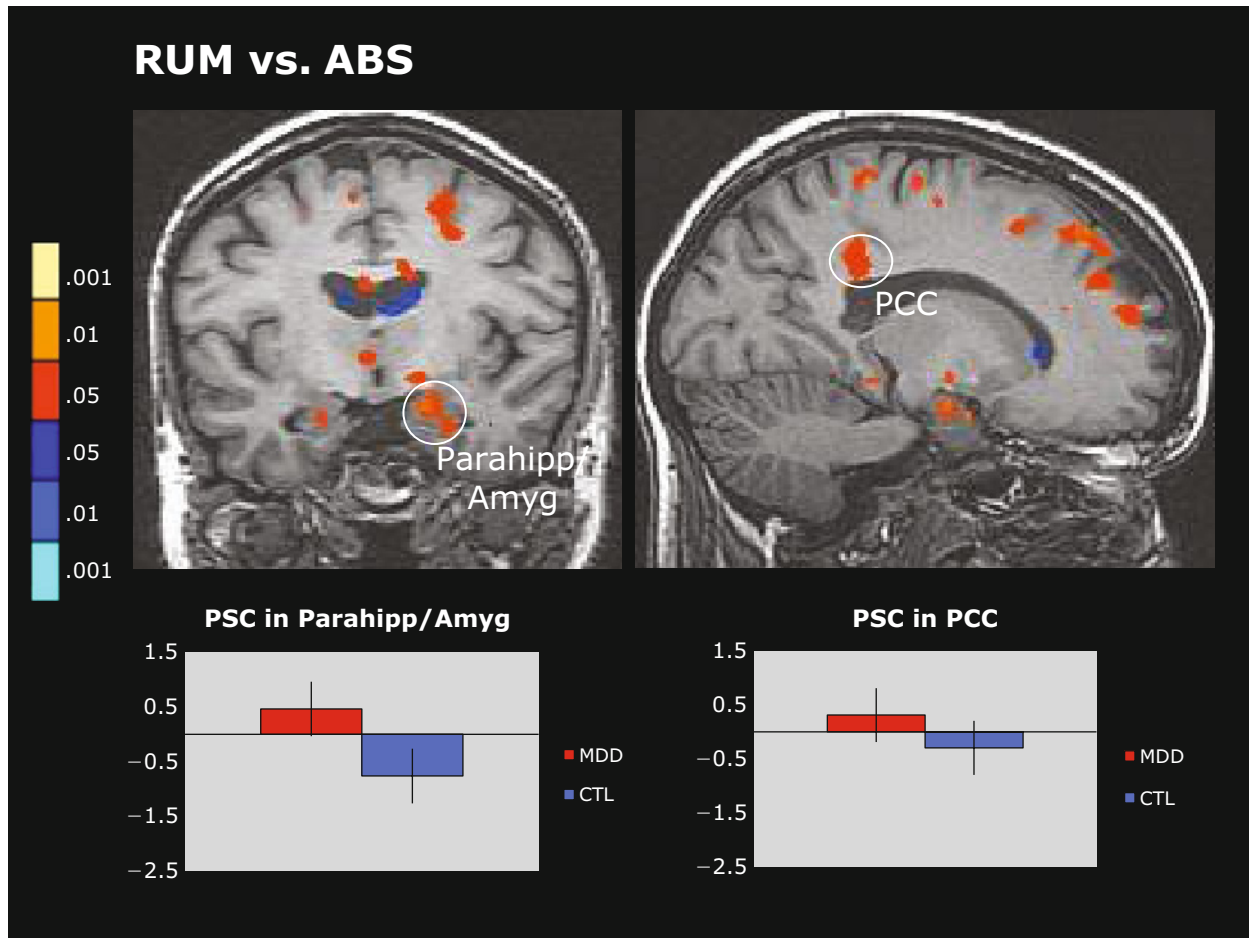 RUM vs. ABS
.001
.01
.05
.05
.01
.001
Parahipp/
Amyg
PCC
PSC in Parahipp/Amyg
1.5
0.5
−0.5
−1.5
−2.5
MDD
CTL
PSC in PCC
1.5
0.5
−0.5
−1.5
−2.5
MDD
CTL